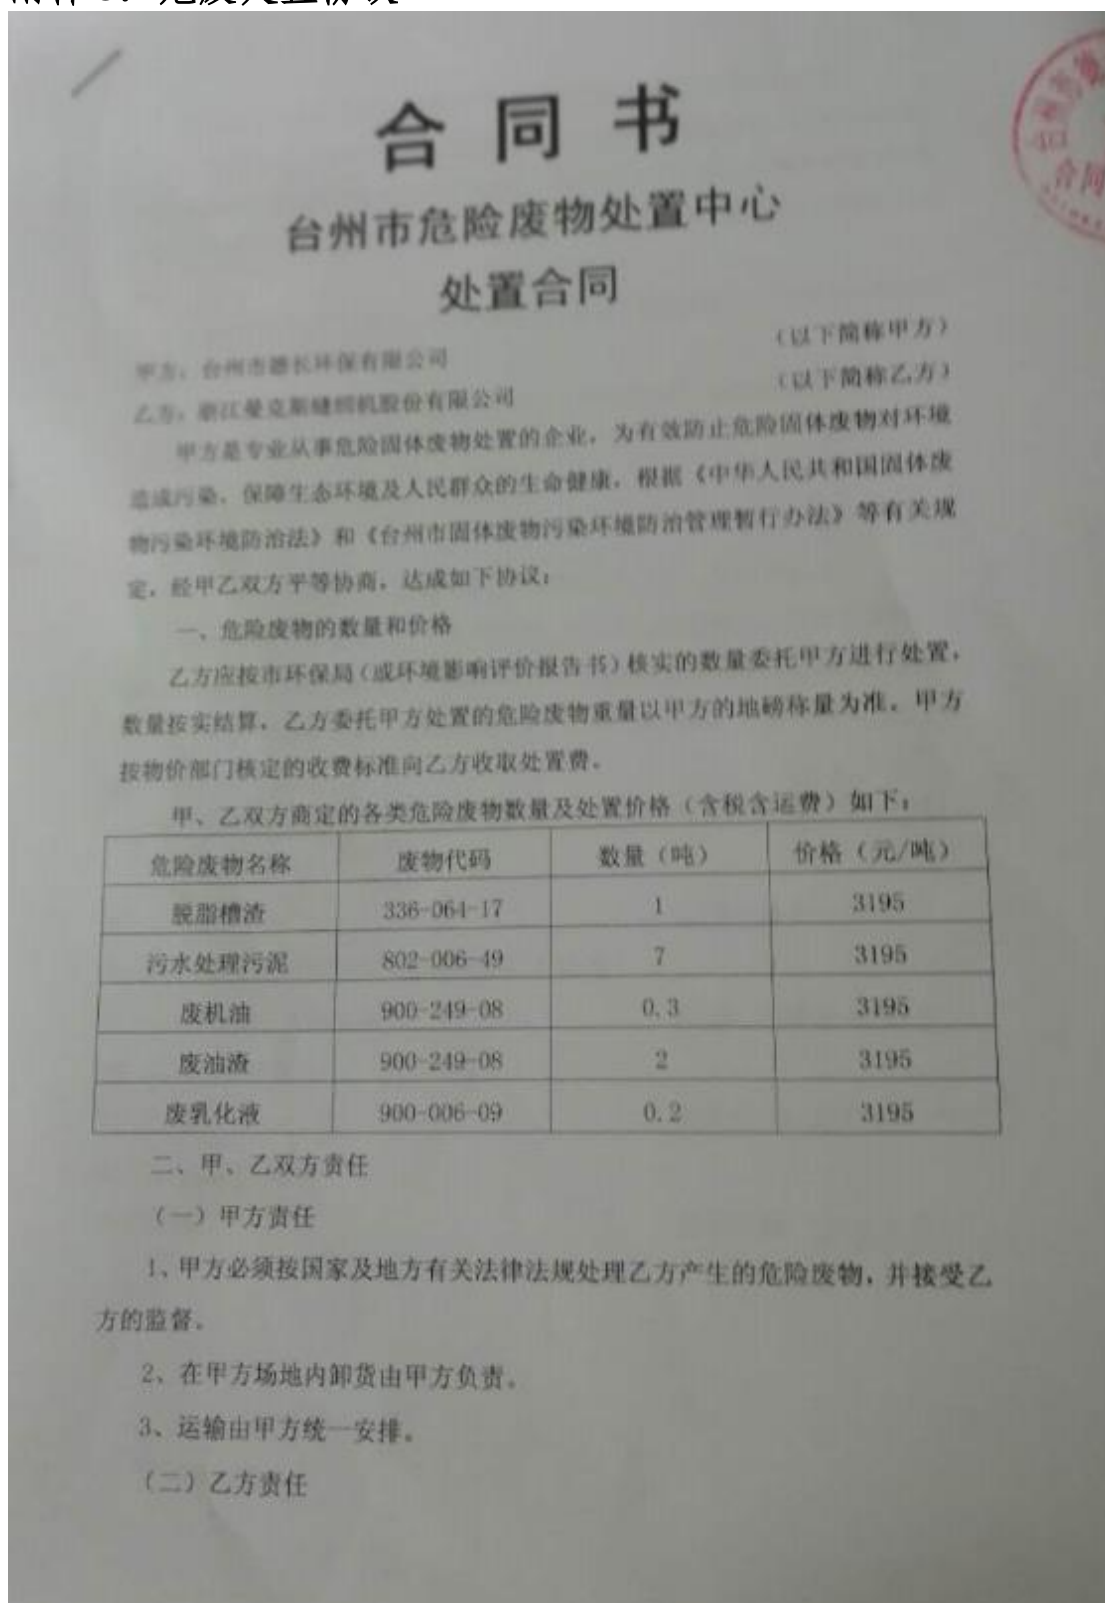 合同书
台州市危险废物处置中心
处置合同
甲方：台州市德长环保有限公司 （以下简称甲方）
乙方：浙江曼克斯缝纫机股份有限公司 （以下简称乙方）
甲方是专业从事危险固体废物处置的企业，为有效防止危险固体废物对环境
造成污染，保障生态环境及人民群众的生命健康，根据《中华人民共和国固体废
物污染环境防治法》和《台州市固体废物污染环境防治管理暂行办法》等有关规
定，经甲乙双方平等协商，达成如下协议：
一、危险废物的数量和价格
乙方应按市环保局（或环境影响评价报告书）核实的数量委托甲方进行处置，
数量按实结算，乙方委托甲方处置的危险废物重量以甲方的地磅称量为准。甲方
按物价部门核定的收费标准向乙方收取处置费。
甲、乙双方商定的各类危险废物数量及处置价格（含税含运费）如下：
危险废物名称 废物代码 数量（吨） 价格（元/吨）
脱脂槽渣 336-064-17 1 3195
污水处理污泥 802-006-49 7 3195
废机油 900-249-08 0.3 3195
废油渣 900-249-08 2 3195
废乳化液 900-006-09 0.2 3195
二、甲、乙双方责任
（一）甲方责任
1、甲方必须按国家及地方有关法律法规处理乙方产生的危险废物，并接受乙
方的监督。
2、在甲方场地内卸货由甲方负责。
3、运输由甲方统一安排。
（二）乙方责任
合同